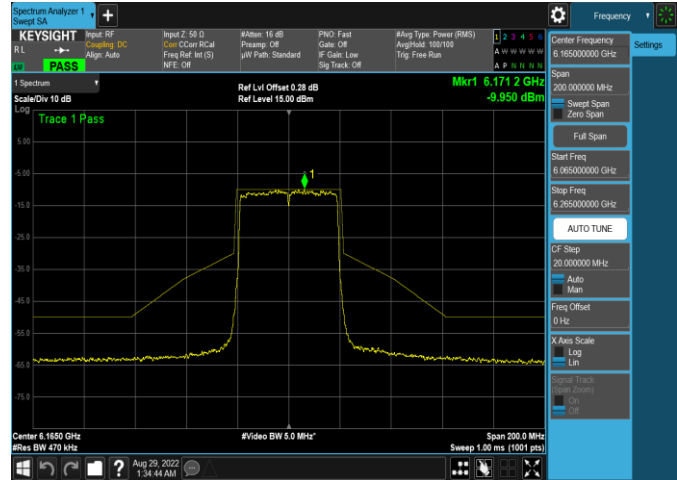 Spectrum Analyzer 1
Swept SA
Frequency
KEYSIGHT
RL
LW
PASS
Input: RF
Coupling: DC
Align: Auto
Input Z: 50 Ω
Corr CCorr RCal
Freq Ref: Int (S)
NFE: Off
#Atten: 16 dB
Preamp: Off
µW Path: Standard
PNO: Fast
Gate: Off
IF Gain: Low
Sig Track: Off
#Avg Type: Power (RMS)
Avg|Hold: 100/100
Trig: Free Run
1 2 3 4 5 6
A W W W W W
A P N N N N
1 Spectrum
Scale/Div 10 dB
Ref Lvl Offset 0.28 dB
Ref Level 15.00 dBm
Mkr1 6.171 2 GHz
-9.950 dBm
Log
Trace 1 Pass
1
5.00
-5.00
-15.0
-25.0
-35.0
-45.0
-55.0
-65.0
-75.0
Center 6.1650 GHz
#Res BW 470 kHz
#Video BW 5.0 MHz*
Span 200.0 MHz
Sweep 1.00 ms (1001 pts)
Aug 29, 2022
1:34:44 AM
?
Center Frequency
6.165000000 GHz
Settings
Span
200.000000 MHz
Swept Span
Zero Span
Full Span
Start Freq
6.065000000 GHz
Stop Freq
6.265000000 GHz
AUTO TUNE
CF Step
20.000000 MHz
Auto
Man
Freq Offset
0 Hz
X Axis Scale
Log
Lin
Signal Track
(Span Zoom)
On
Off